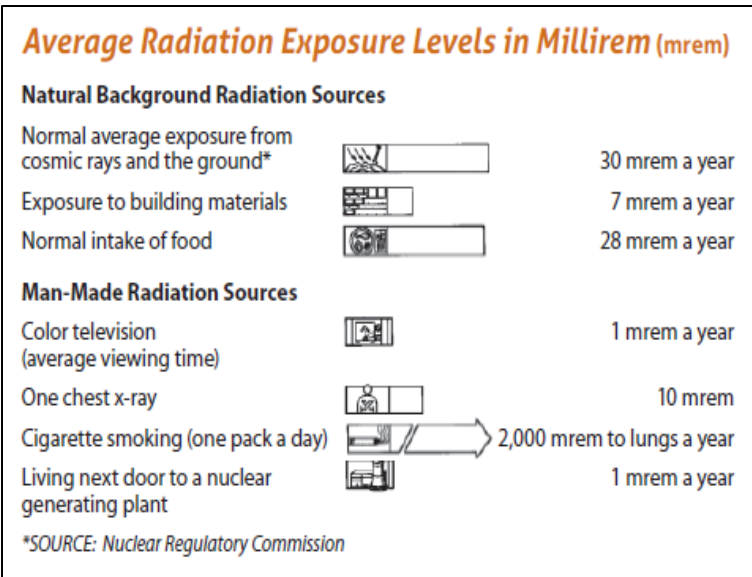 Average Radiation Exposure Levels in Millirem (mrem)
Natural Background Radiation Sources
Normal average exposure from
cosmic rays and the ground* 30 mrem a year
Exposure to building materials 7 mrem a year
Normal intake of food 28 mrem a year
Man-Made Radiation Sources
Color television 1 mrem a year
(average viewing time)
One chest x-ray 10 mrem
Cigarette smoking (one pack a day) 2,000 mrem to lungs a year
Living next door to a nuclear 1 mrem a year
generating plant
*SOURCE: Nuclear Regulatory Commission